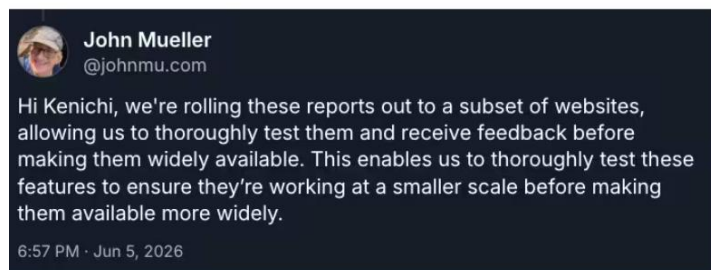 John Mueller
@johnmu.com
Hi Kenichi, we're rolling these reports out to a subset of websites,
allowing us to thoroughly test them and receive feedback before
making them widely available. This enables us to thoroughly test these
features to ensure they’re working at a smaller scale before making
them available more widely.
6:57 PM · Jun 5, 2026